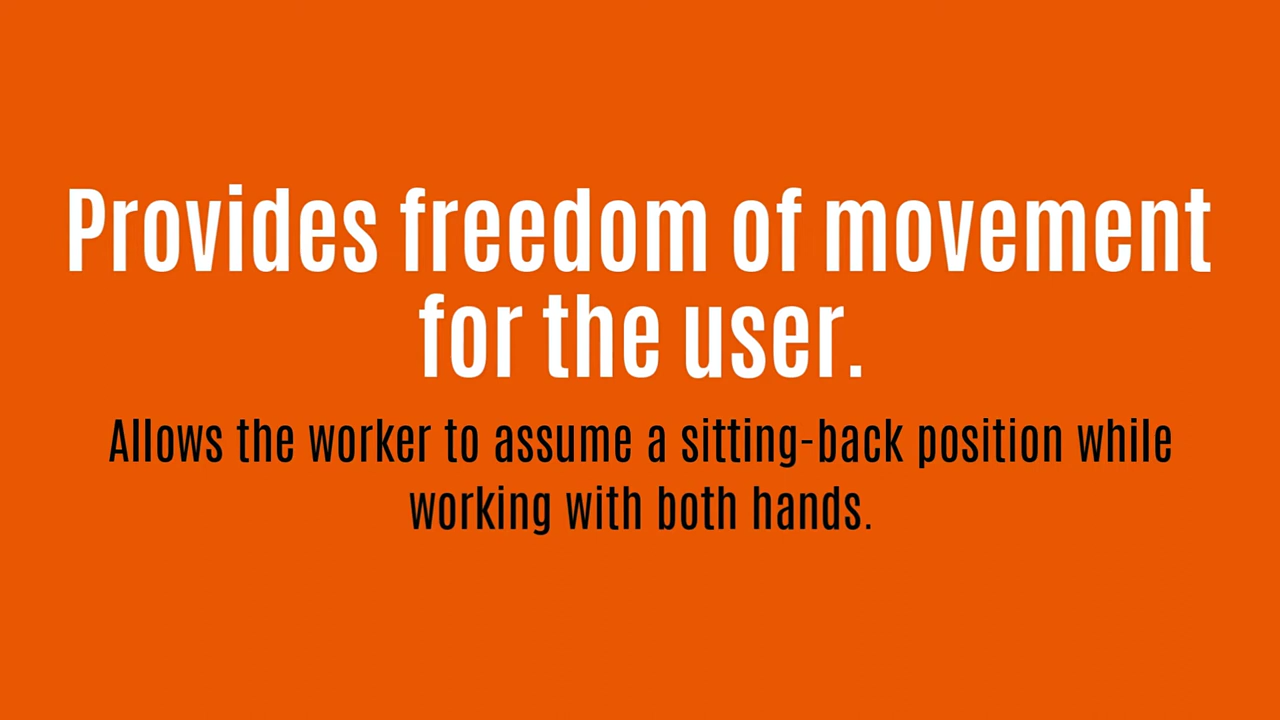 Provides freedom of movement
for the user.
Allows the worker to assume a sitting-back position while
working with both hands.